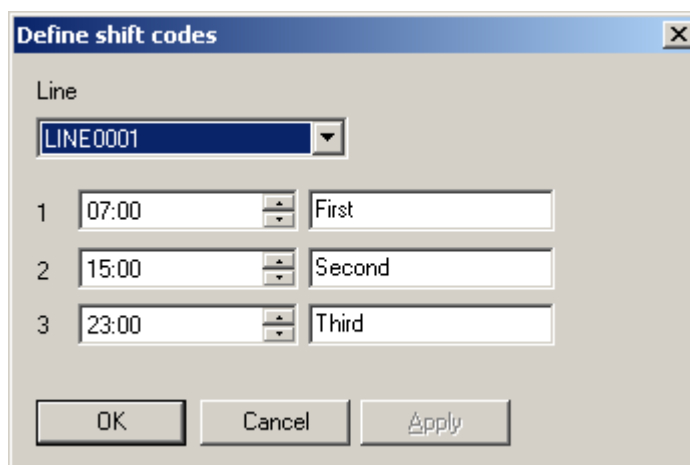 Define shift codes
Line
LINE0001
1 07:00 First
2 15:00 Second
3 23:00 Third
OK Cancel Apply